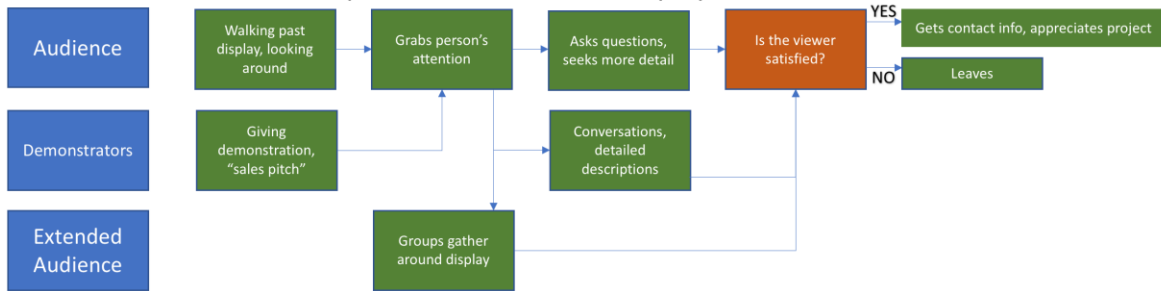 Audience
Walking past
display, looking
around
Grabs person's
attention
Asks questions,
seeks more detail
Is the viewer
satisfied?
YES
Gets contact info, appreciates project
NO
Leaves
Demonstrators
Giving
demonstration,
“sales pitch”
Conversations,
detailed
descriptions
Extended
Audience
Groups gather
around display